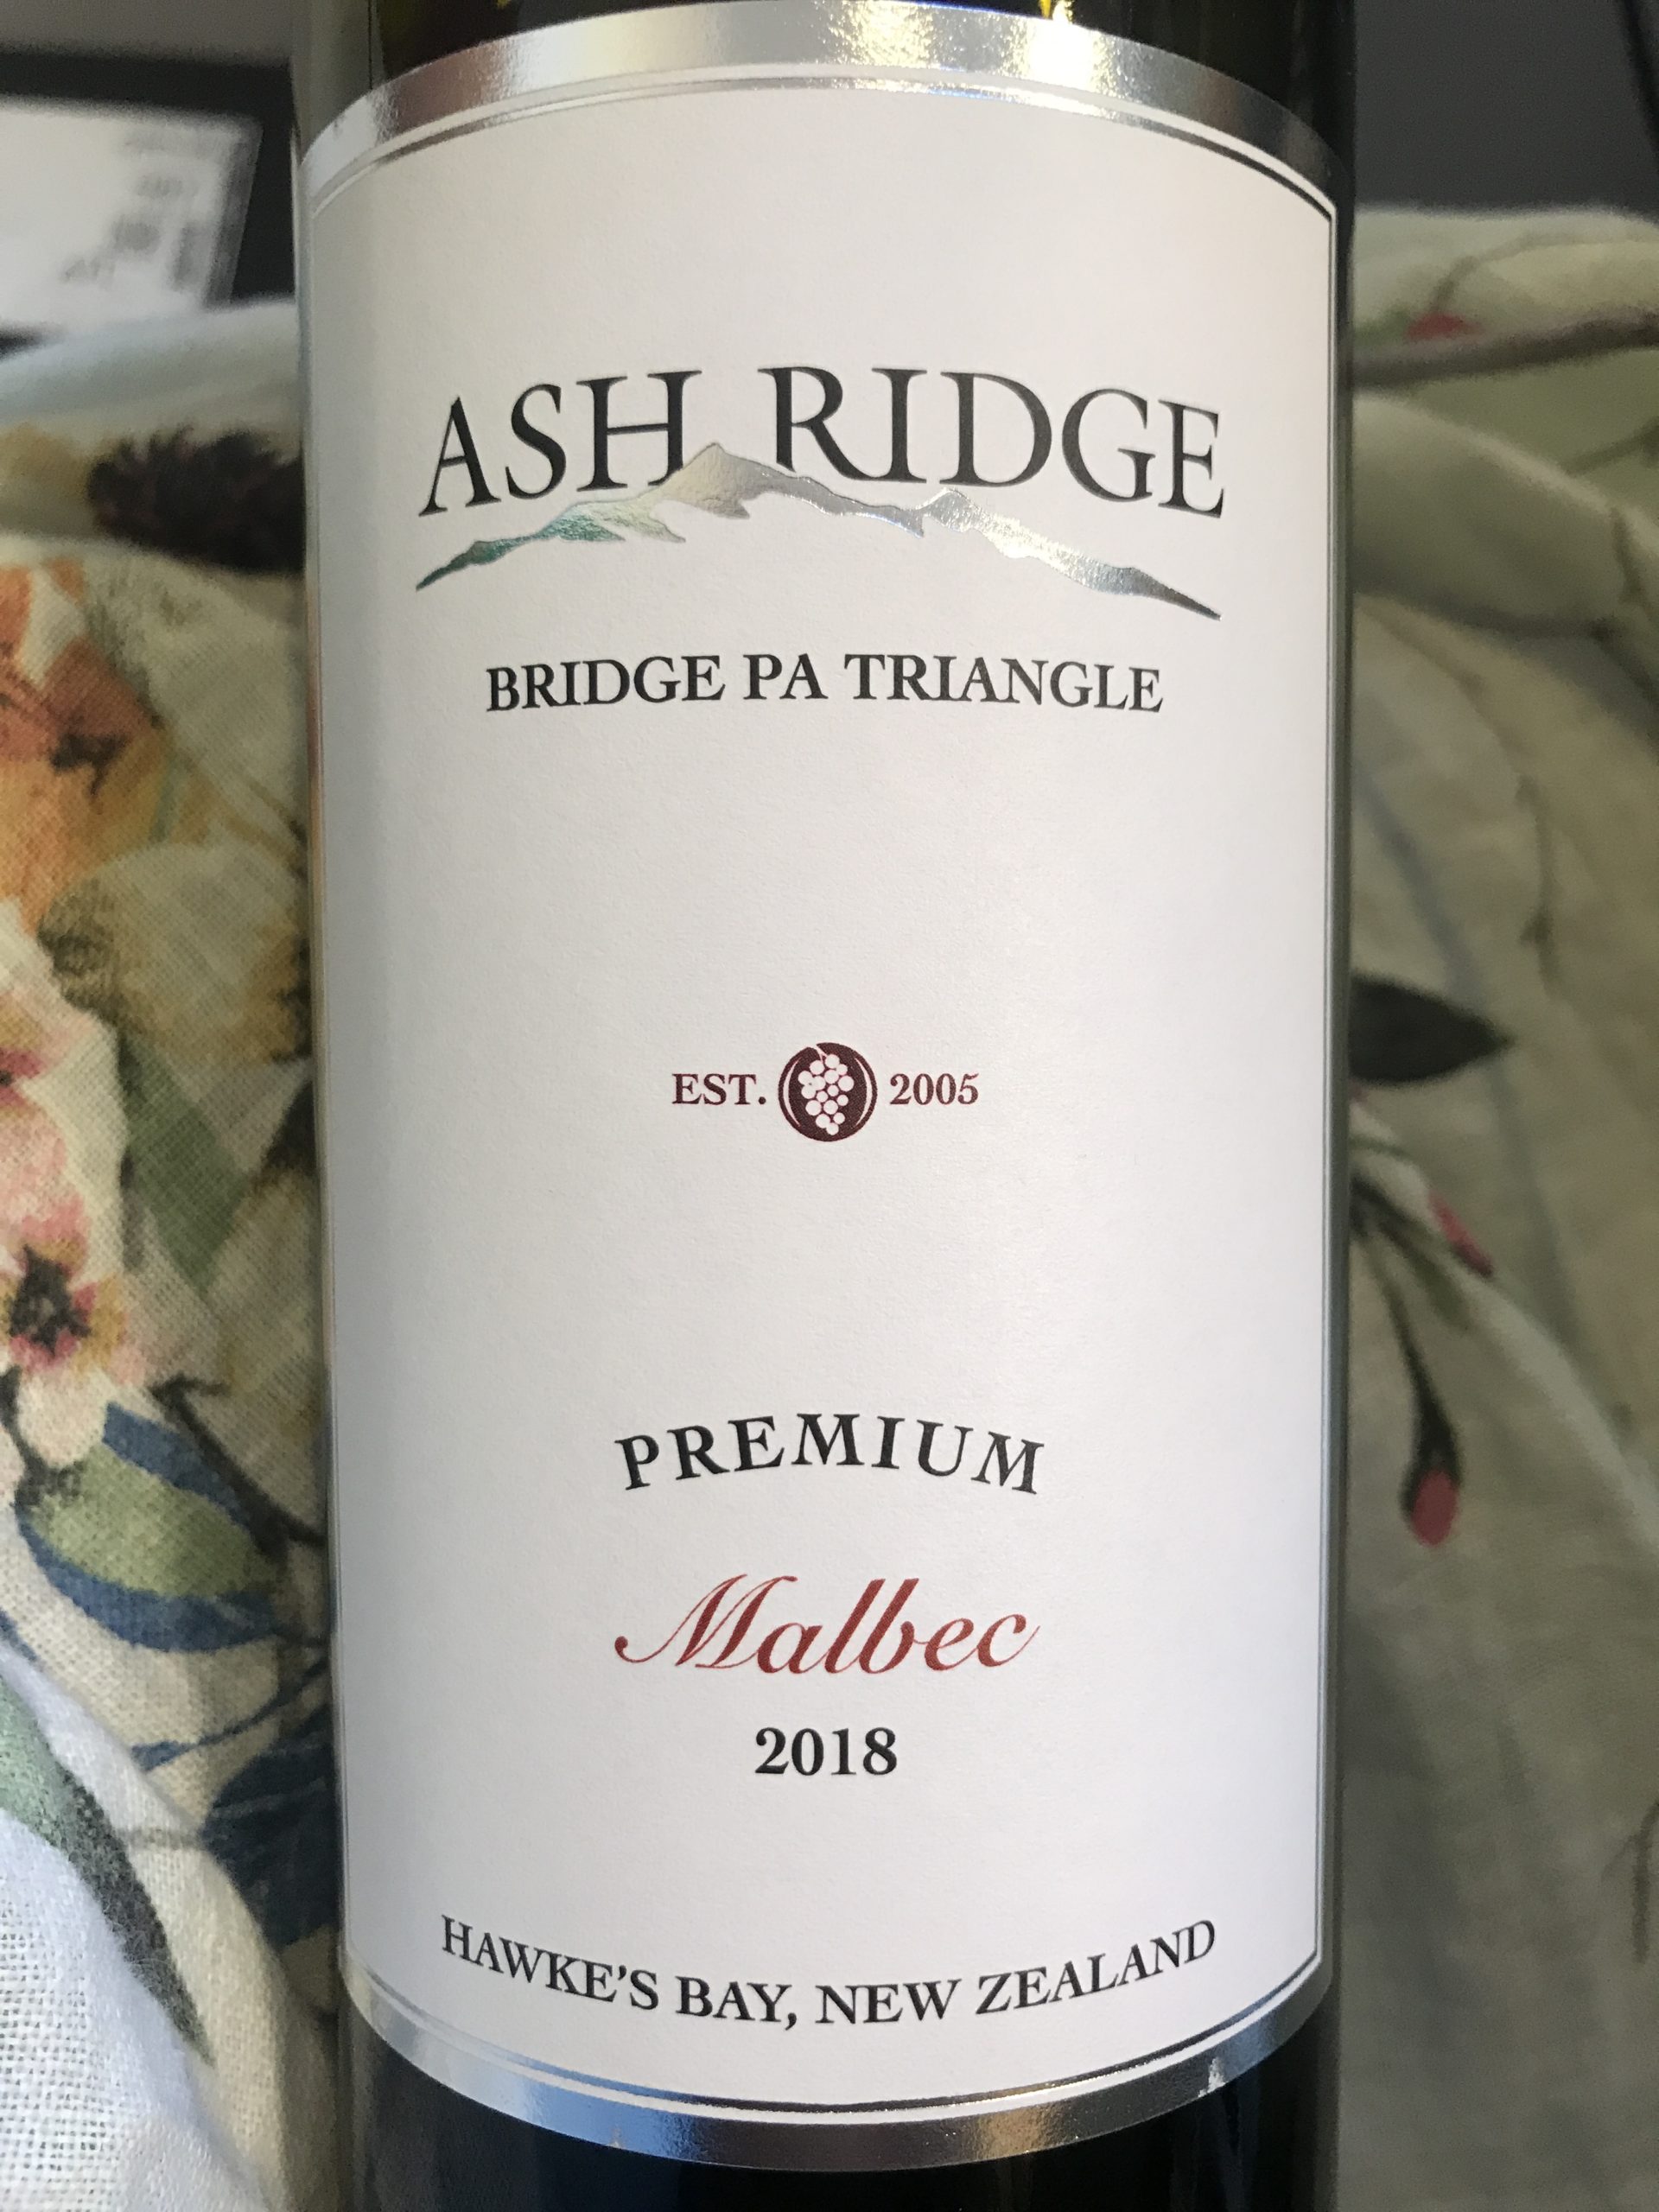 ASH RIDGE
BRIDGE PA TRIANGLE
EST. 2005
PREMIUM
Malbec
2018
HAWKE'S BAY, NEW ZEALAND